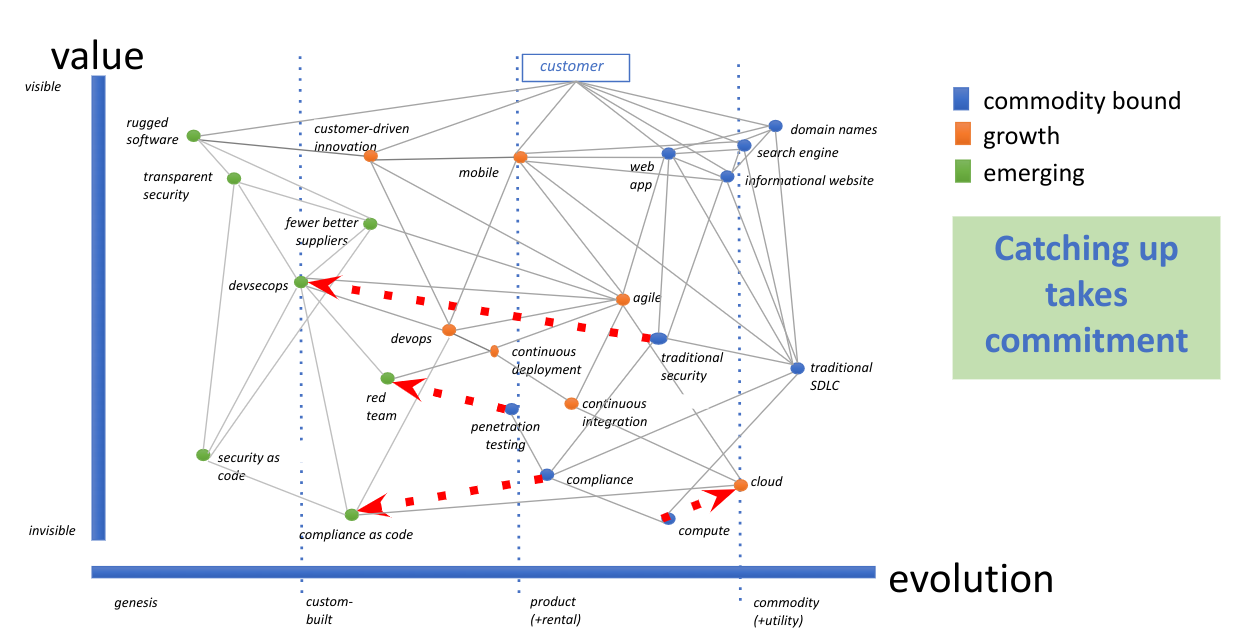 value
visible
customer
rugged
software
customer-driven
innovation
mobile
web
app
domain names
search engine
informational website
transparent
security
fewer better
suppliers
devsecops
agile
devops
continuous
deployment
traditional
security
traditional
SDLC
red
team
penetration
testing
continuous
integration
security as
code
compliance
cloud
compliance as code
compute
invisible
evolution
genesis
custom-
built
product
(+rental)
commodity
(+utility)
commodity bound
growth
emerging
Catching up
takes
commitment